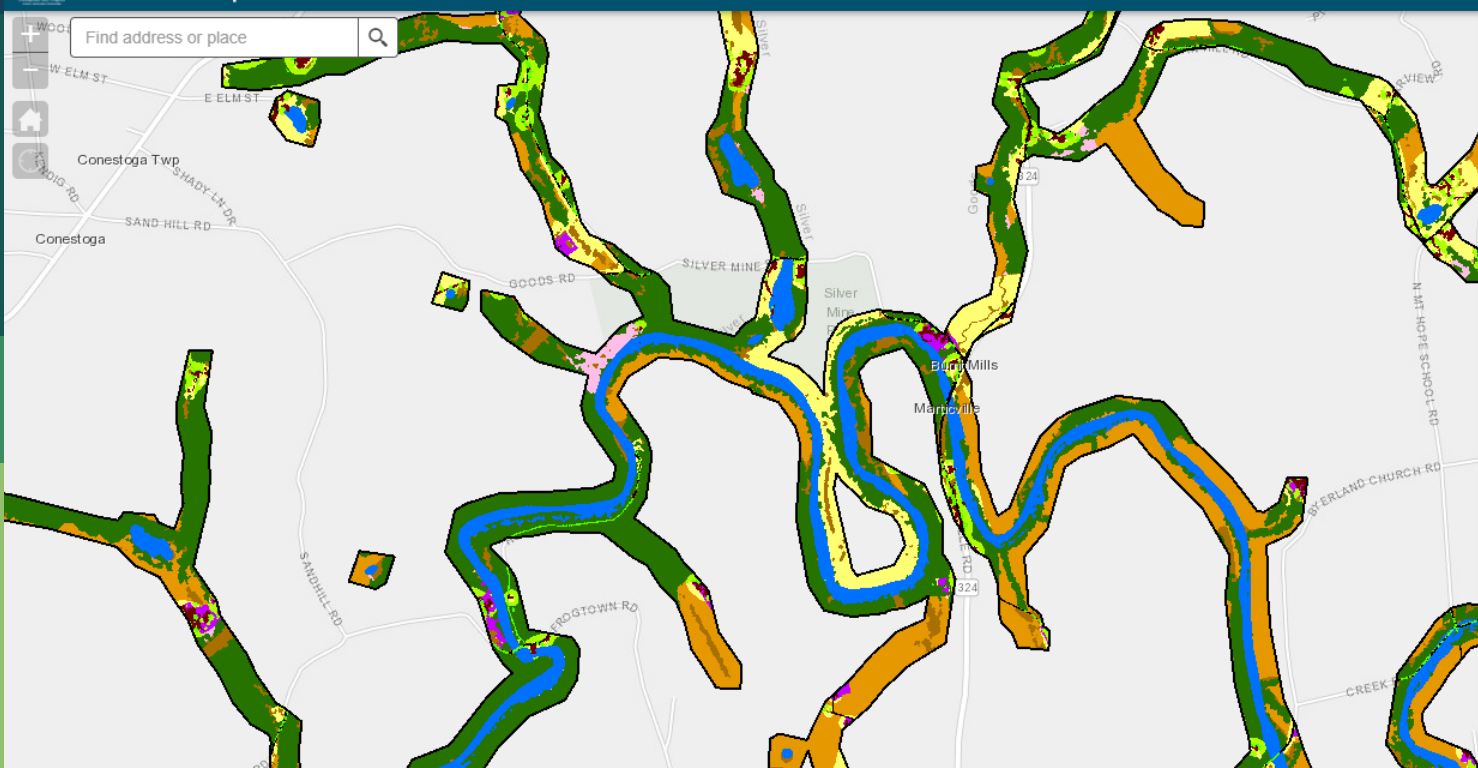 Find address or place
Silver
W ELM ST
E ELM ST
Conestoga Twp
KENDIG RD
SHADY LN DR
SAND HILL RD
Conestoga
324
Silver
GOODS RD
SILVER MINE
Silver
Mine
N MT HOPE SCHOOL RD
Burnt Mills
Marticville
BYERLAND CHURCH RD
SANDHILL RD
FROGTOWN RD
324
CREEK
RD